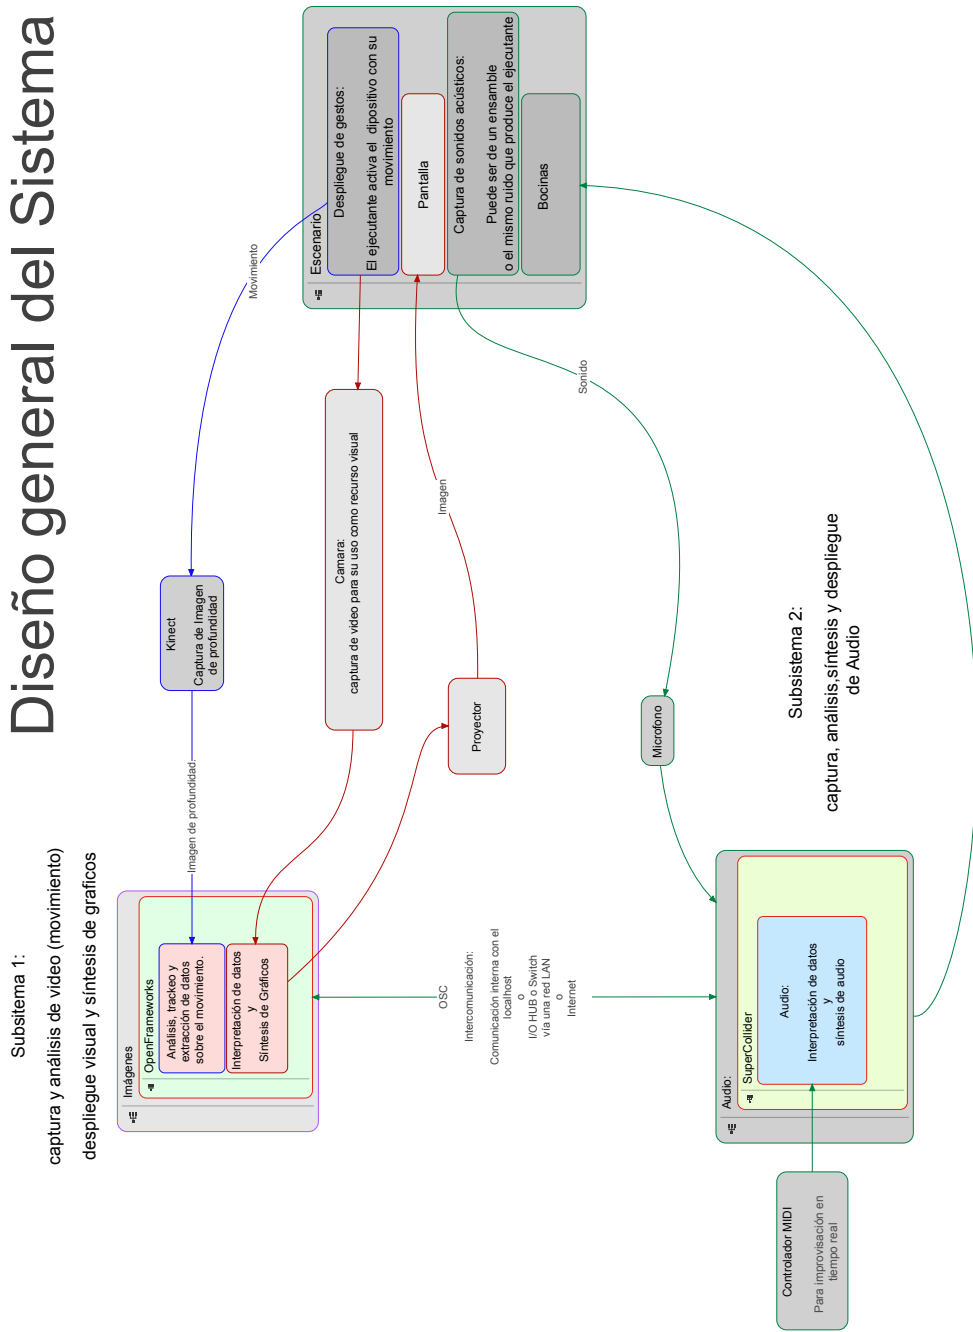 Diseño general del Sistema
Subsitema 1:
captura y análisis de video (movimiento)
despliegue visual y síntesis de graficos
Imágenes
OpenFrameworks
Análisis, trackeo y
extracción de datos
sobre el movimiento.
Interpretación de datos
y
Síntesis de Gráficos
Imagen de profundidad.
Kinect
Captura de Imagen
de profundidad
Movimiento
Camara:
captura de video para su uso como recurso visual
Proyector
Imagen
Escenario
Despliegue de gestos:
El ejecutante activa el dipositivo con su
movimiento
Pantalla
Captura de sonidos acústicos:
Puede ser de un ensamble
o el mismo ruido que produce el ejecutante
Bocinas
Sonido
Microfono
OSC
Intercomunicación:
Comunicación interna con el
localhost
o
I/O HUB o Switch
vía una red LAN
o
Internet
Subsistema 2:
captura, análisis,síntesis y despliegue
de Audio
Audio:
SuperCollider
Audio:
Interpretación de datos
y
síntesis de audio
Controlador MIDI
Para improvisación en
tiempo real